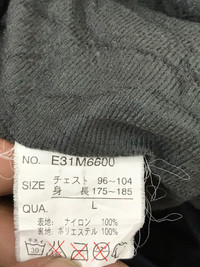 NO. E31M6600
SIZE チェスト 96~104
身長 175~185
QUA. L
表地: ナイロン 100%
裏地: ポリエステル 100%